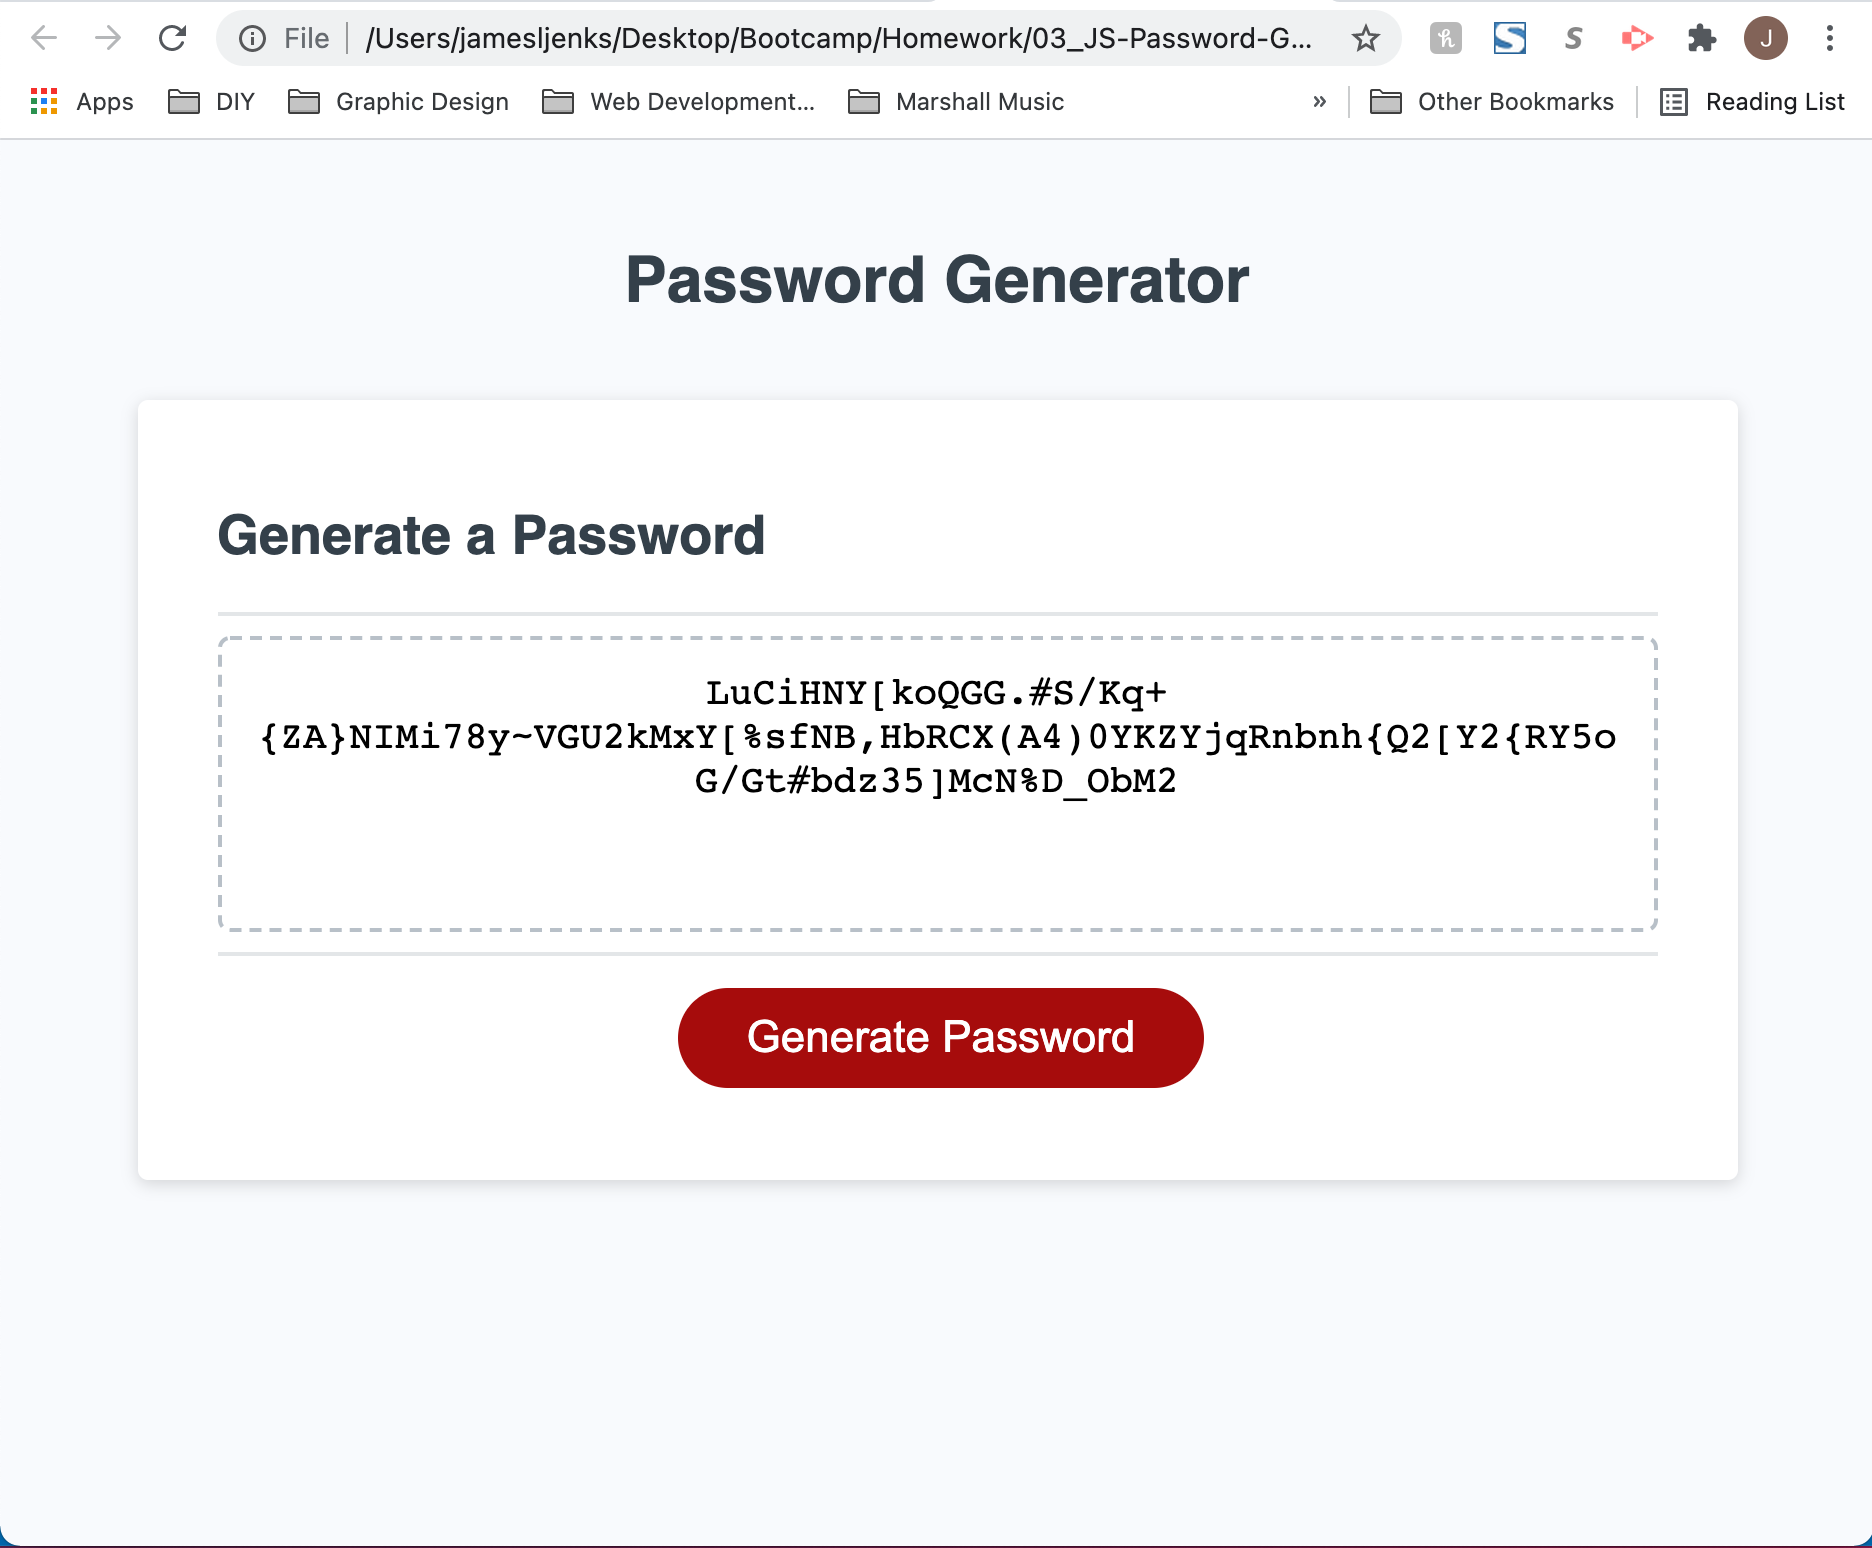 File /Users/jamesljenks/Desktop/Bootcamp/Homework/03_JS-Password-G... J
Apps DIY Graphic Design Web Development... Marshall Music » Other Bookmarks Reading List
Password Generator
Generate a Password
LuCiHNY[koQGG.#S/Kq+
{ZA}NIMi78y~VGU2kMxY[%sfNB,HbRCX(A4)0YKZYjqRnbnh{Q2[Y2{RY5o
G/Gt#bdz35]McN%D_ObM2
Generate Password